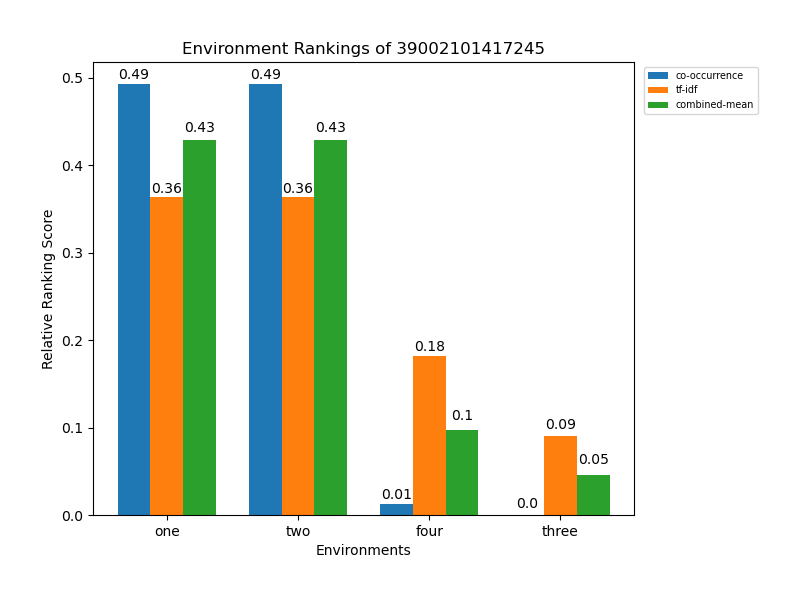 Environment Rankings of 39002101417245
co-occurrence
tf-idf
combined-mean
Relative Ranking Score
0.5
0.4
0.3
0.2
0.1
0.0
0.49
0.36
0.43
0.49
0.36
0.43
0.01
0.18
0.1
0.0
0.09
0.05
one
two
four
three
Environments